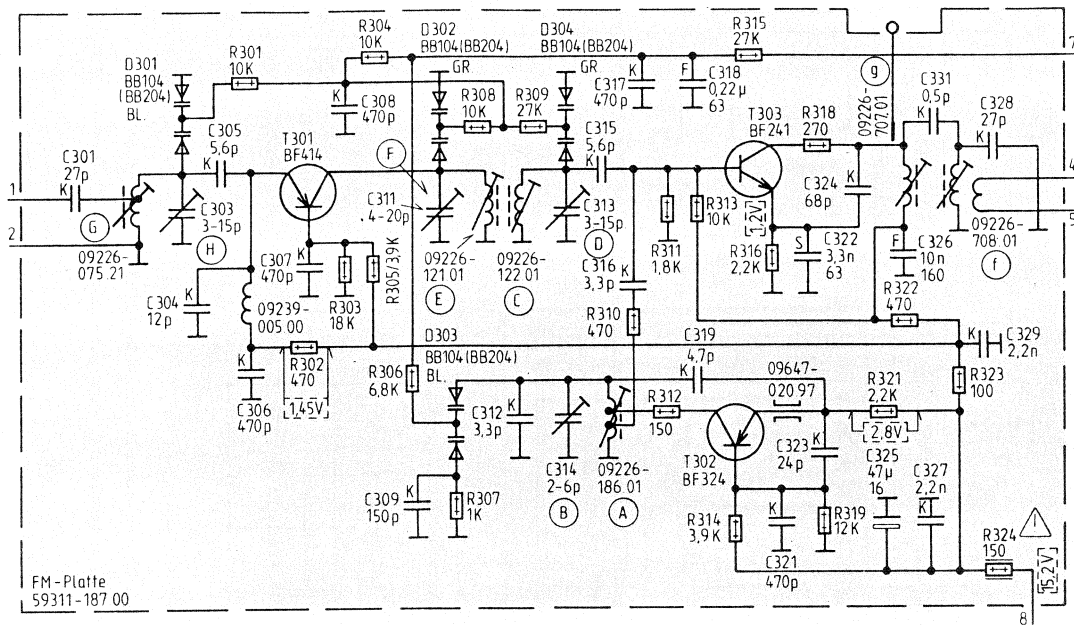 D301
BB104
(BB204)
BL.
R301
10K
R304
10K
D302
BB104(BB204)
GR.
D304
BB104(BB204)
GR.
R315
27K
7
K
C308
470p
R308
10K
R309
27K
K
C317
470p
F
C318
0,22µ
63
g
09226-
707.01
C331
0,5p
K
C328
27p
K
C305
5,6p
K
T301
BF414
F
C315
5,6p
K
T303
BF241
R318
270
C301
27p
K
1
2
G
09226-
075.21
C303
3-15p
H
C311
.4-20p
C313
3-15p
D
R311
1,8K
R313
10K
1,2V
C324
68p
K
4
5
C307
470p
K
R303
18K
R305/3,9K
09226-
121 01
E
09226-
122 01
C
C316
3,3p
K
R316
2,2K
S
C322
3,3n
63
F
C326
10n
160
09226-
708.01
f
C304
12p
K
09239-
005 00
R310
470
R322
470
R302
470
1,45V
D303
BB104(BB204)
BL.
C319
4,7p
K
K
C329
2,2n
C306
470p
K
R306
6,8K
C312
3,3p
K
R312
150
09647-
020.97
R321
2,2K
2,8V
R323
100
C309
150p
K
R307
1K
C314
2-6p
B
09226-
186.01
A
T302
BF324
C323
24p
K
C325
47µ
16
C327
2,2n
K
R314
3,9K
K
C321
470p
R319
12K
R324
150
15,2V
8
FM-Platte
59311-187 00